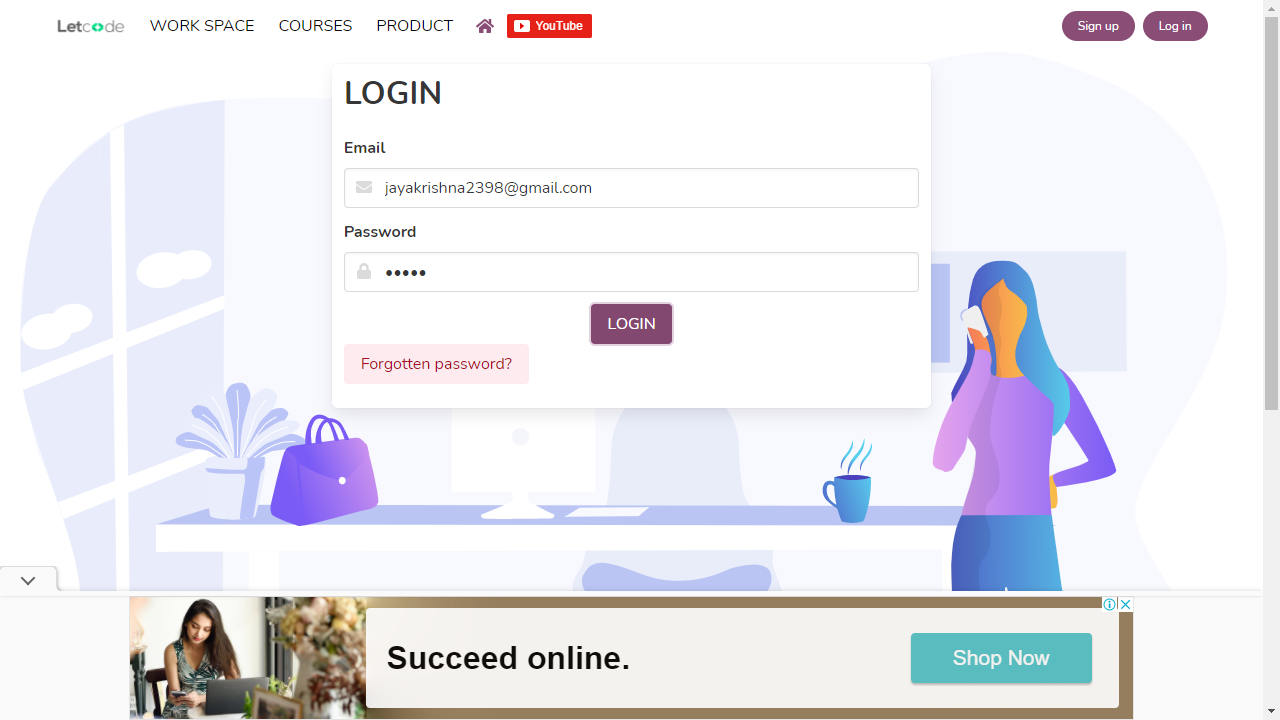 Letcode WORK SPACE COURSES PRODUCT YouTube Sign up Log in
LOGIN
Email
jayakrishna2398@gmail.com
Password
•••••
LOGIN
Forgotten password?
Succeed online.
Shop Now